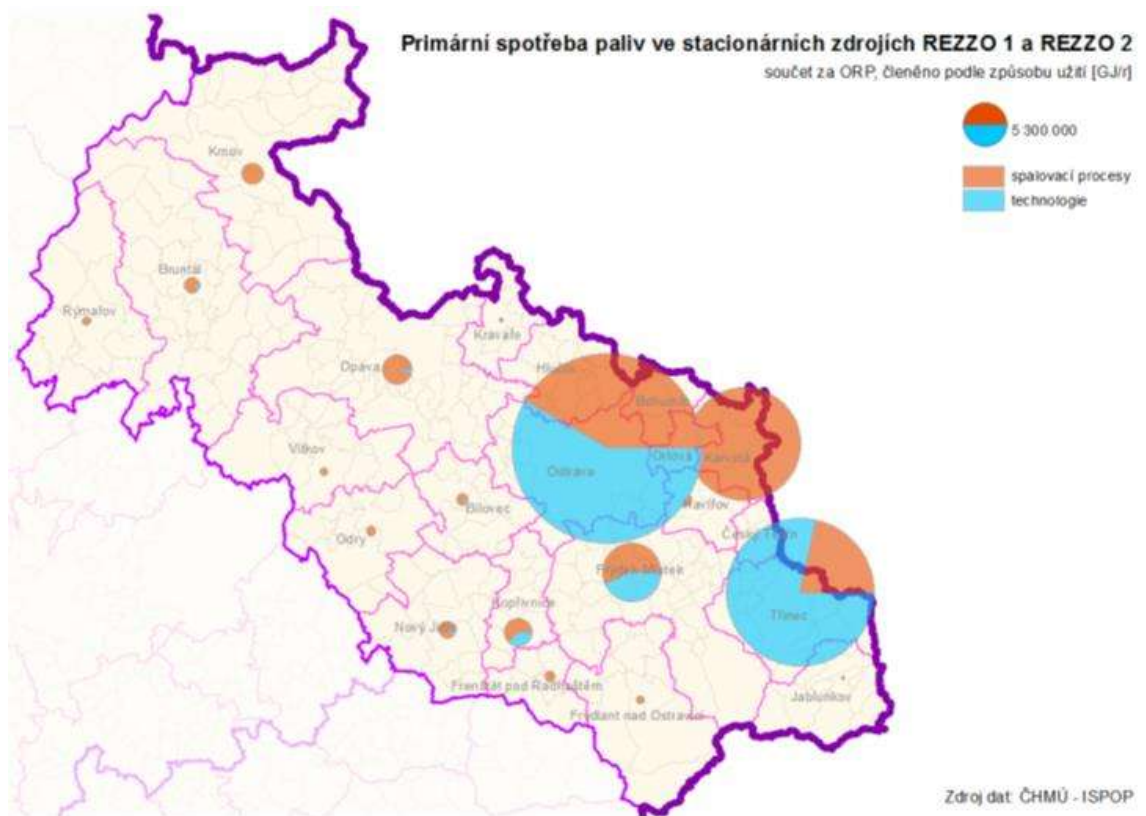 Primární spotřeba paliv ve stacionárních zdrojích REZZO 1 a REZZO 2
součet za ORP, členěno podle způsobu užití [GJ/r]
5 300 000
spalovací procesy
technologie
Krnov
Bruntál
Rýmařov
Kravaře
Opava
Bohumín
Vítkov
Ostrava
Orlová
Karviná
Bílovec
Havířov
Odry
Český Těšín
Frýdek-Místek
Kopřivnice
Třinec
Nový Jičín
Frenštát pod Radhoštěm
Jablunkov
Frýdlant nad Ostravicí
Zdroj dat: ČHMÚ - ISPOP